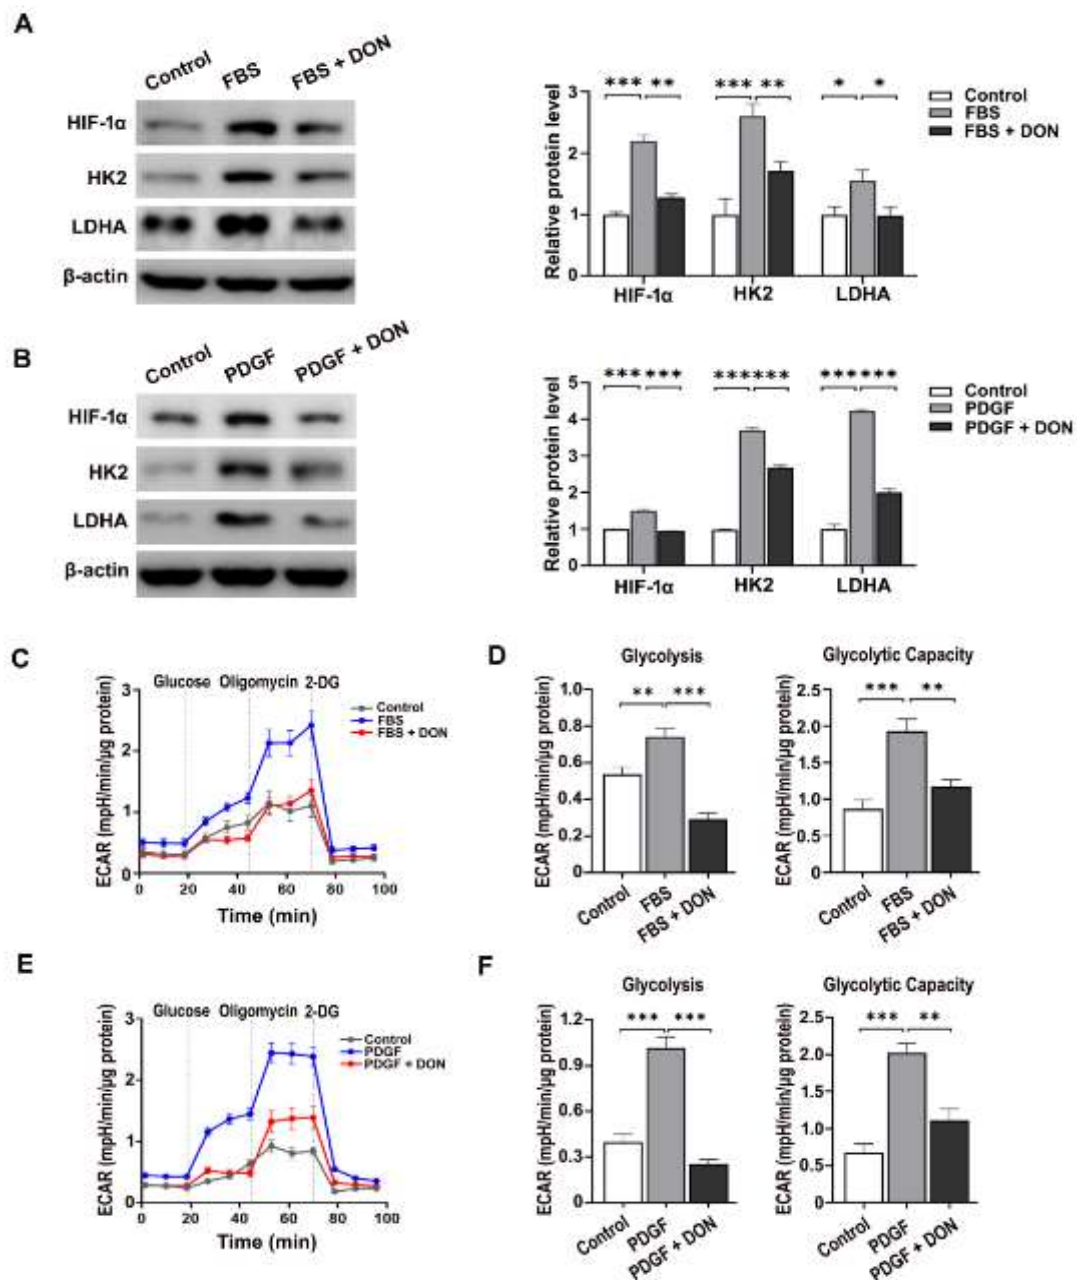 A
Control FBS FBS + DON
HIF-1α
HK2
LDHA
β-actin
*** ** *** ** * *
Relative protein level
3
2
1
0
HIF-1α HK2 LDHA
Control
FBS
FBS + DON
B
Control PDGF PDGF + DON
HIF-1α
HK2
LDHA
β-actin
*** *** *** *** *** ***
Relative protein level
5
4
3
2
1
0
HIF-1α HK2 LDHA
Control
PDGF
PDGF + DON
C
Glucose Oligomycin 2-DG
ECAR (mpH/min/μg protein)
3
2
1
0
0 20 40 60 80 100
Time (min)
Control
FBS
FBS + DON
D
Glycolysis
** ***
ECAR (mpH/min/μg protein)
1.0
0.8
0.6
0.4
0.2
0
Control FBS FBS + DON
Glycolytic Capacity
*** **
ECAR (mpH/min/μg protein)
2.5
2.0
1.5
1.0
0.5
0
Control FBS FBS + DON
E
Glucose Oligomycin 2-DG
ECAR (mpH/min/μg protein)
3
2
1
0
0 20 40 60 80 100
Time (min)
Control
PDGF
PDGF + DON
F
Glycolysis
*** ***
ECAR (mpH/min/μg protein)
1.2
0.9
0.6
0.3
0
Control PDGF PDGF + DON
Glycolytic Capacity
*** **
ECAR (mpH/min/μg protein)
2.5
2.0
1.5
1.0
0.5
0
Control PDGF PDGF + DON